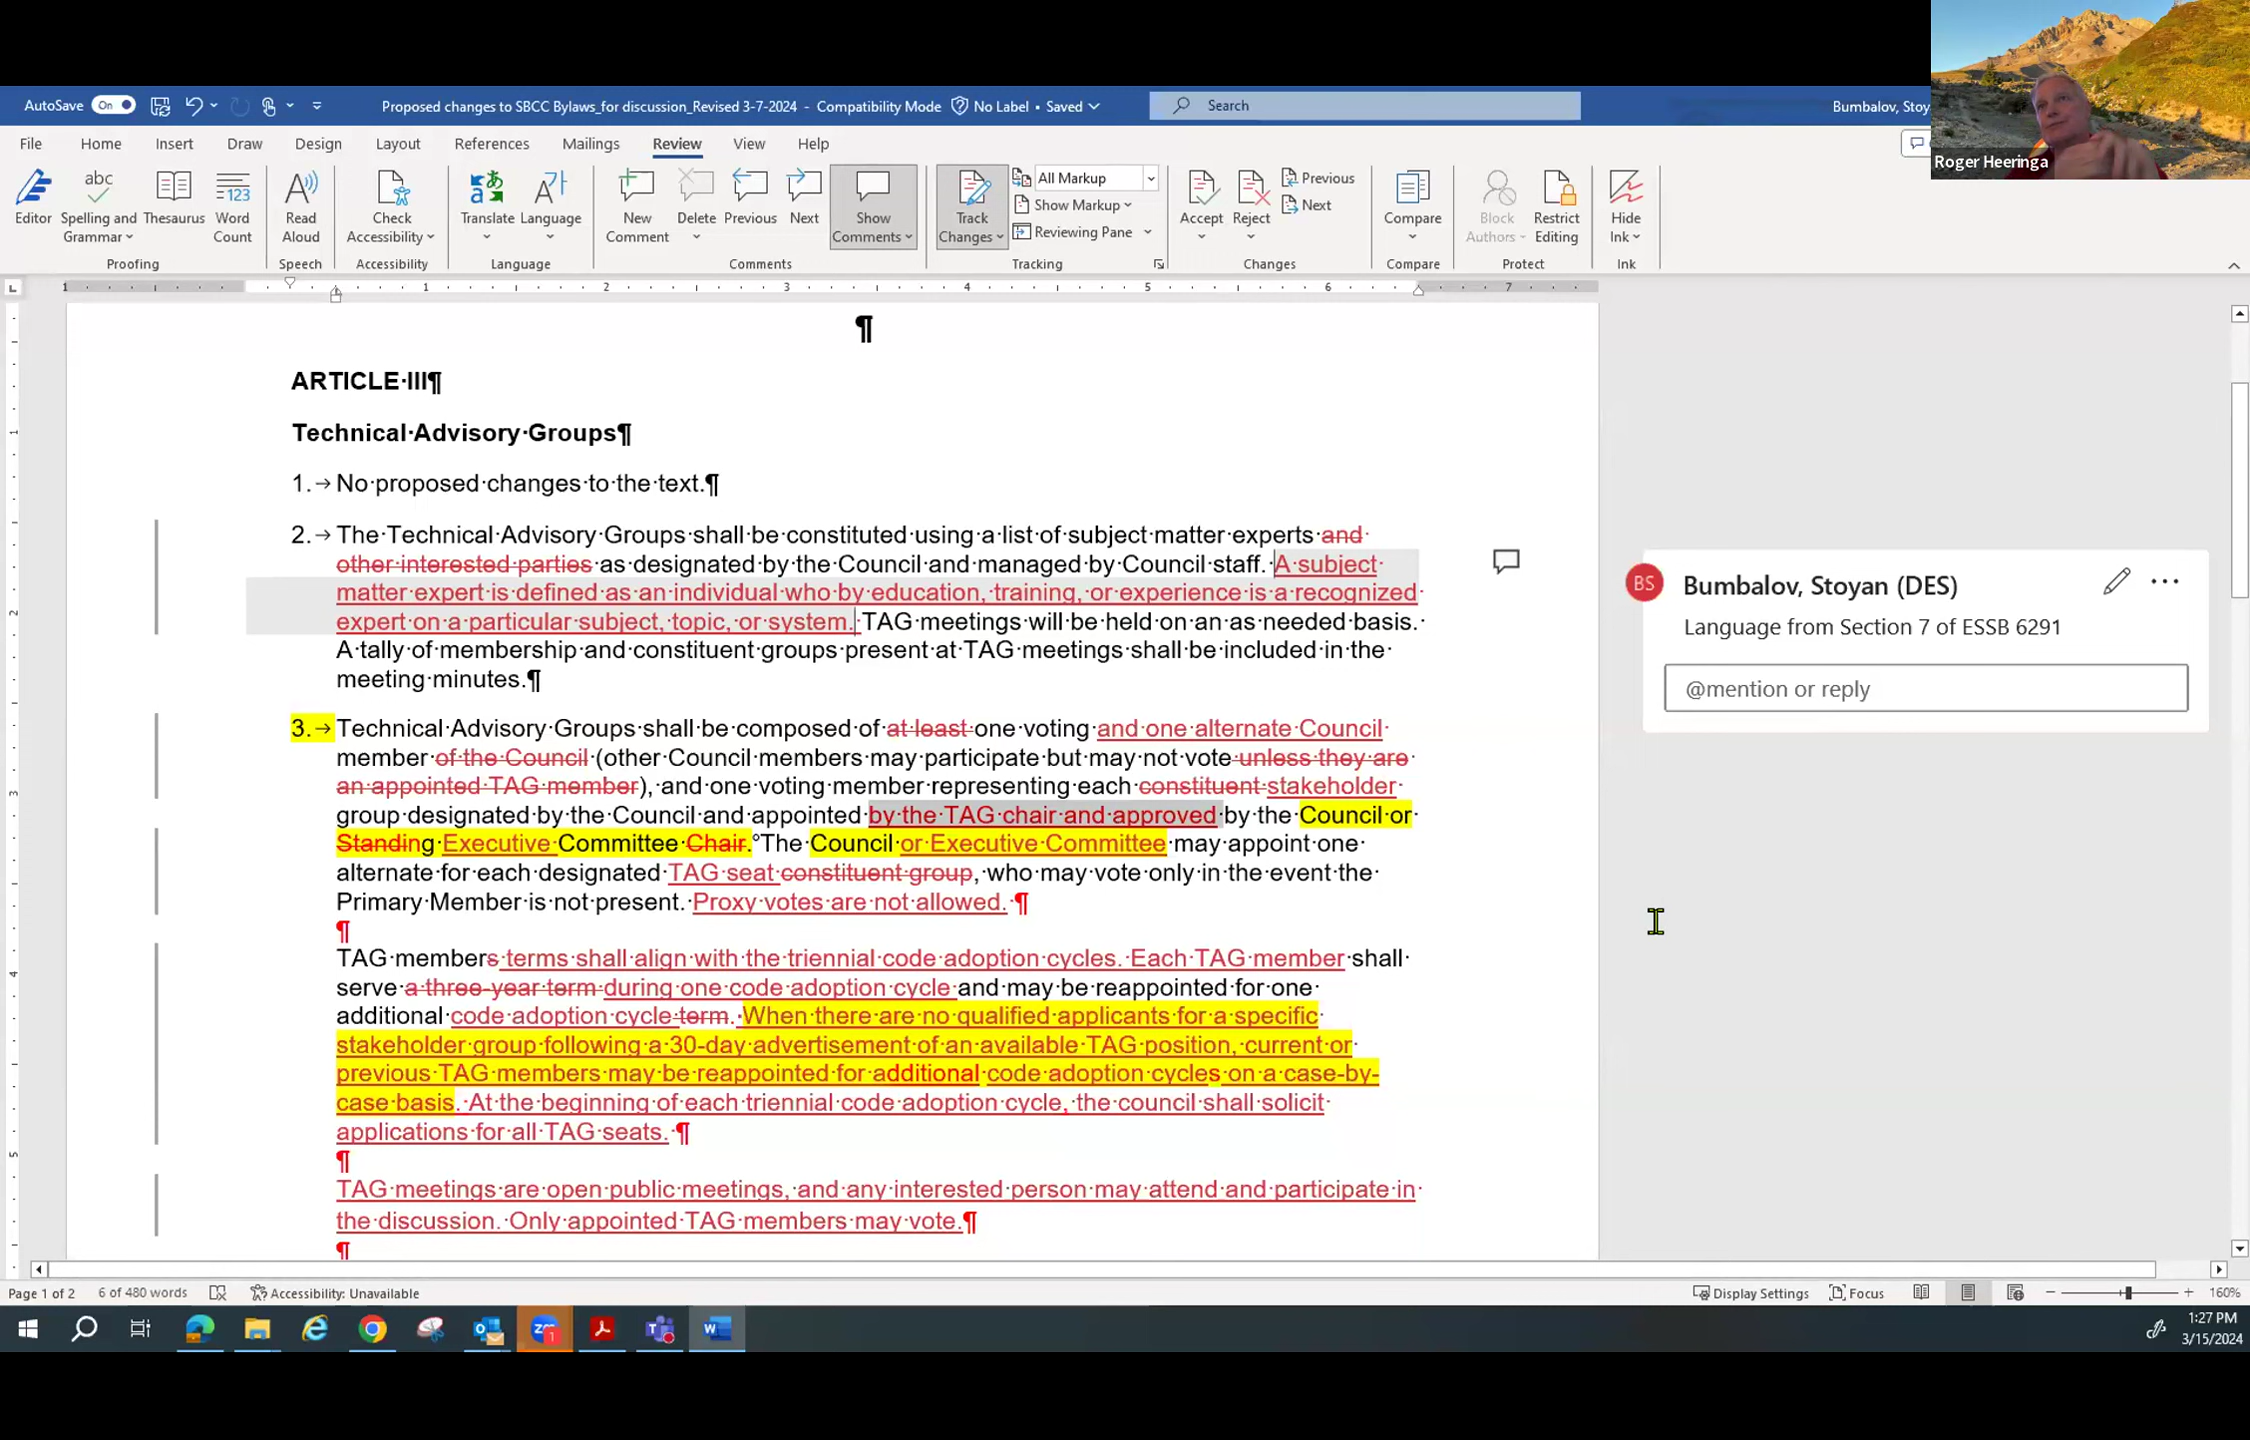 AutoSave On
Proposed changes to SBCC Bylaws_for discussion_Revised 3-7-2024 - Compatibility Mode No Label • Saved
Search
Bumbalov, Stoy
Roger Heeringa
File Home Insert Draw Design Layout References Mailings Review View Help
Editor
Spelling and Grammar
Thesaurus
Word Count
Read Aloud
Check Accessibility
Translate
Language
New Comment
Delete
Previous
Next
Show Comments
Track Changes
All Markup
Show Markup
Reviewing Pane
Accept
Reject
Previous
Next
Compare
Block Authors
Restrict Editing
Hide Ink
Proofing Speech Accessibility Language Comments Tracking Changes Compare Protect Ink
1 1 2 3 4 5 6 7
¶
ARTICLE·III¶
Technical·Advisory·Groups¶
1.→No·proposed·changes·to·the·text.¶
2.→The·Technical·Advisory·Groups·shall·be·constituted·using·a·list·of·subject·matter·experts·and·
other·interested·parties·as·designated·by·the·Council·and·managed·by·Council·staff.·A·subject·
matter·expert·is·defined·as·an·individual·who·by·education,·training,·or·experience·is·a·recognized·
expert·on·a·particular·subject,·topic,·or·system.·TAG·meetings·will·be·held·on·an·as·needed·basis.·
A·tally·of·membership·and·constituent·groups·present·at·TAG·meetings·shall·be·included·in·the·
meeting·minutes.¶
3.→Technical·Advisory·Groups·shall·be·composed·of·at·least·one·voting·and·one·alternate·Council·
member·of·the·Council·(other·Council·members·may·participate·but·may·not·vote·unless·they·are·
an·appointed·TAG·member),·and·one·voting·member·representing·each·constituent·stakeholder·
group·designated·by·the·Council·and·appointed·by·the·TAG·chair·and·approved·by·the·Council·or·
Standing·Executive·Committee·Chair.°The·Council·or·Executive·Committee·may·appoint·one·
alternate·for·each·designated·TAG·seat·constituent·group,·who·may·vote·only·in·the·event·the·
Primary·Member·is·not·present.·Proxy·votes·are·not·allowed.·¶
¶
TAG·members·terms·shall·align·with·the·triennial·code·adoption·cycles.·Each·TAG·member·shall·
serve·a·three-year·term·during·one·code·adoption·cycle·and·may·be·reappointed·for·one·
additional·code·adoption·cycle·term.·When·there·are·no·qualified·applicants·for·a·specific·
stakeholder·group·following·a·30-day·advertisement·of·an·available·TAG·position,·current·or·
previous·TAG·members·may·be·reappointed·for·additional·code·adoption·cycles·on·a·case-by-
case·basis.·At·the·beginning·of·each·triennial·code·adoption·cycle,·the·council·shall·solicit·
applications·for·all·TAG·seats.·¶
¶
TAG·meetings·are·open·public·meetings,·and·any·interested·person·may·attend·and·participate·in·
the·discussion.·Only·appointed·TAG·members·may·vote.¶
¶
BS
Bumbalov, Stoyan (DES)
Language from Section 7 of ESSB 6291
@mention or reply
1
2
3
4
5
Page 1 of 2 6 of 480 words Accessibility: Unavailable Display Settings Focus 160%
1:27 PM
3/15/2024